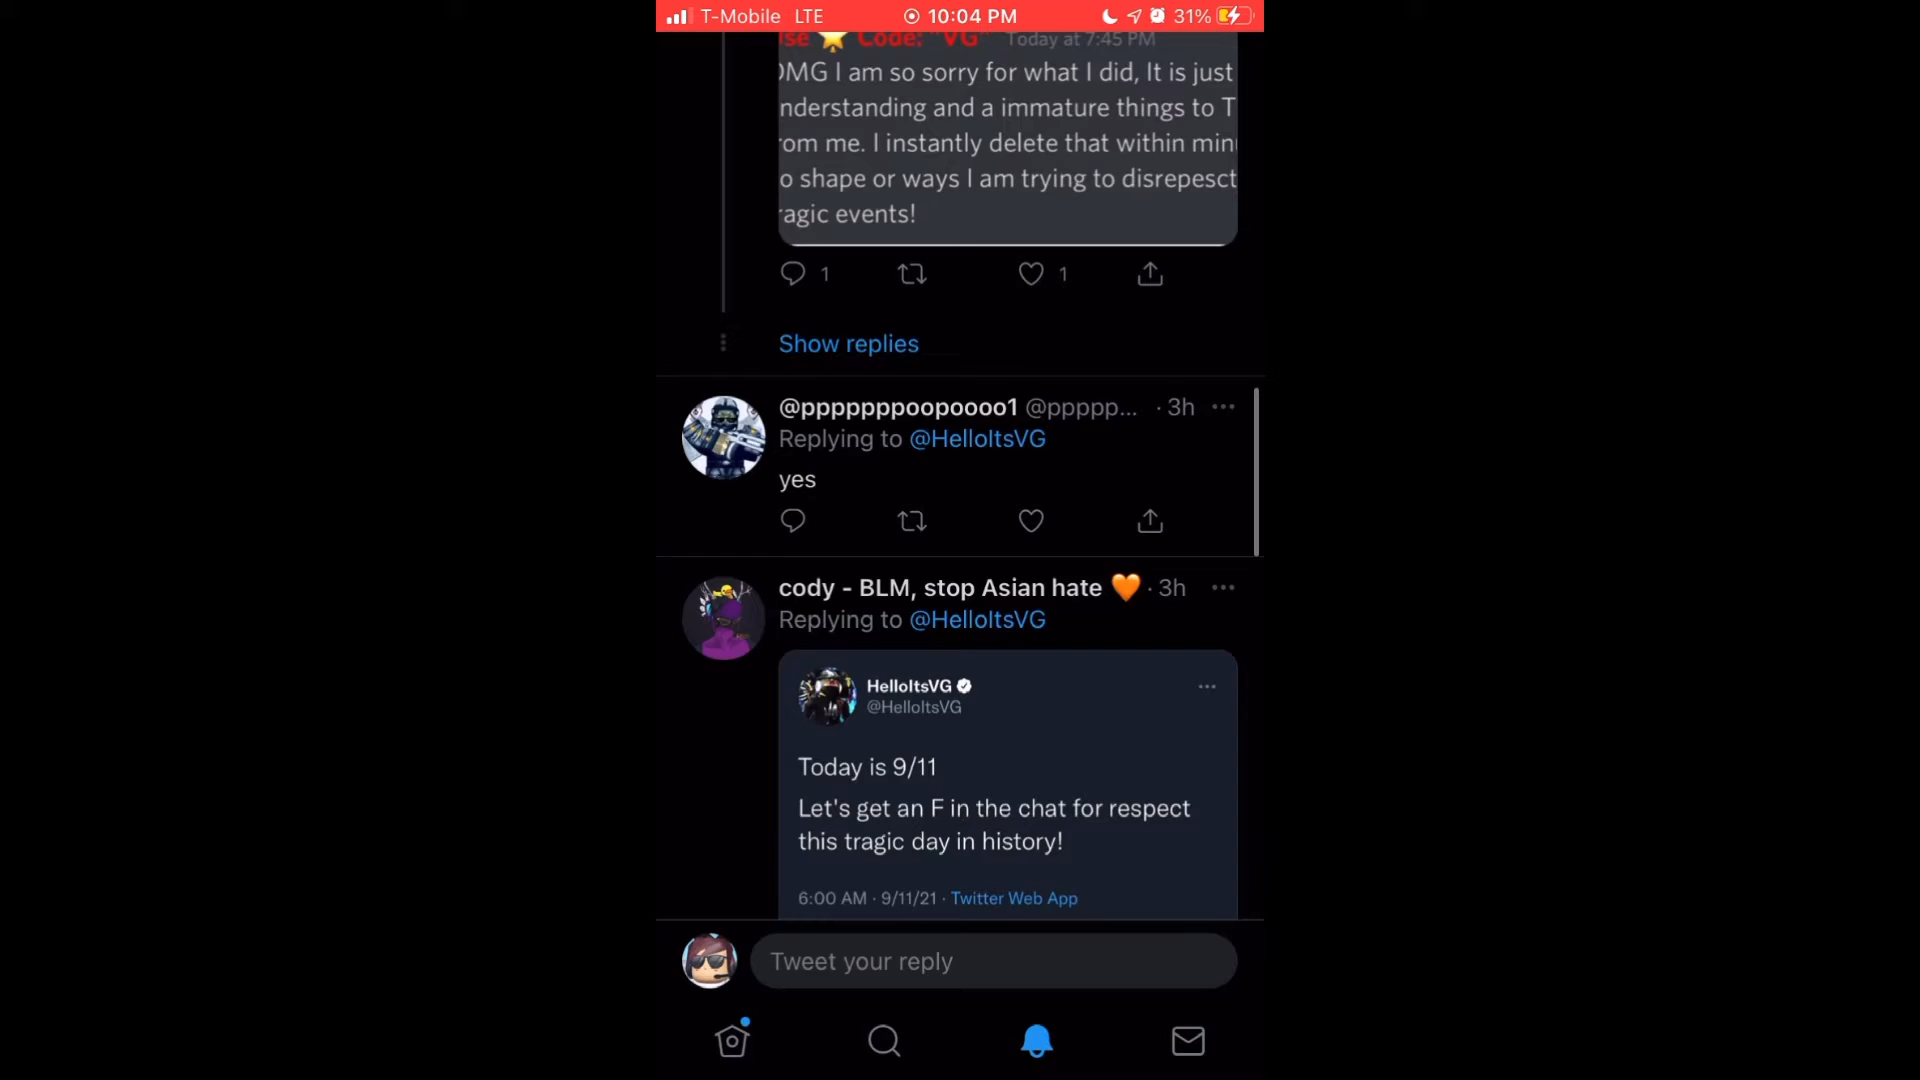 T-Mobile LTE 10:04 PM 31%
Use Code: "VG" Today at 7:45 PM
OMG I am so sorry for what I did, It is just
nderstanding and a immature things to T
rom me. I instantly delete that within min
o shape or ways I am trying to disrepesct
ragic events!
1 1
Show replies
@pppppppoopoooo1 @ppppp... · 3h
Replying to @HelloItsVG
yes
cody - BLM, stop Asian hate 🧡 · 3h
Replying to @HelloItsVG
HelloItsVG
@HelloItsVG
Today is 9/11
Let's get an F in the chat for respect
this tragic day in history!
6:00 AM · 9/11/21 · Twitter Web App
Tweet your reply